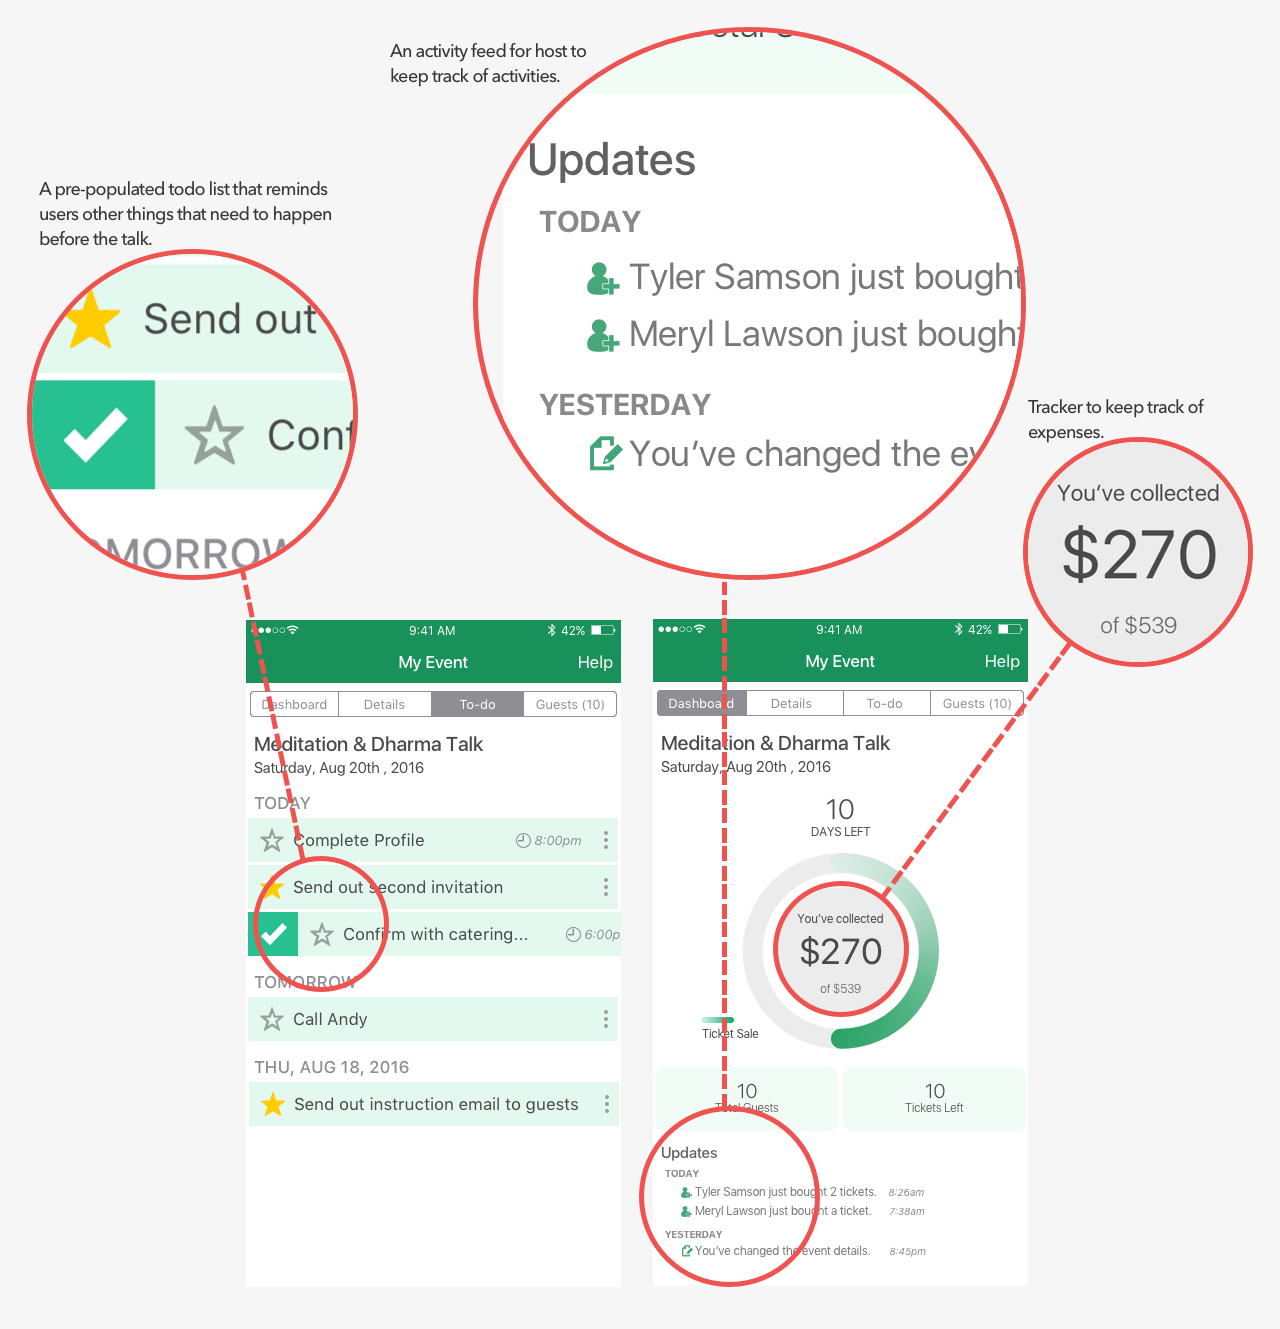 An activity feed for host to
keep track of activities.
A pre-populated todo list that reminds
users other things that need to happen
before the talk.
Updates
TODAY
Tyler Samson just bought
Meryl Lawson just bought
YESTERDAY
You've changed the ev
Send out
Conf
OMORROW
Tracker to keep track of
expenses.
You've collected
$270
of $539
9:41 AM 42%
My Event Help
Dashboard Details To-do Guests (10)
Meditation & Dharma Talk
Saturday, Aug 20th , 2016
TODAY
Complete Profile 8:00pm
Send out second invitation
Confirm with catering... 6:00p
TOMORROW
Call Andy
THU, AUG 18, 2016
Send out instruction email to guests
9:41 AM 42%
My Event Help
Dashboard Details To-do Guests (10)
Meditation & Dharma Talk
Saturday, Aug 20th , 2016
10
DAYS LEFT
You've collected
$270
of $539
Ticket Sale
10
Total Guests
10
Tickets Left
Updates
TODAY
Tyler Samson just bought 2 tickets. 8:26am
Meryl Lawson just bought a ticket. 7:38am
YESTERDAY
You've changed the event details. 8:45pm